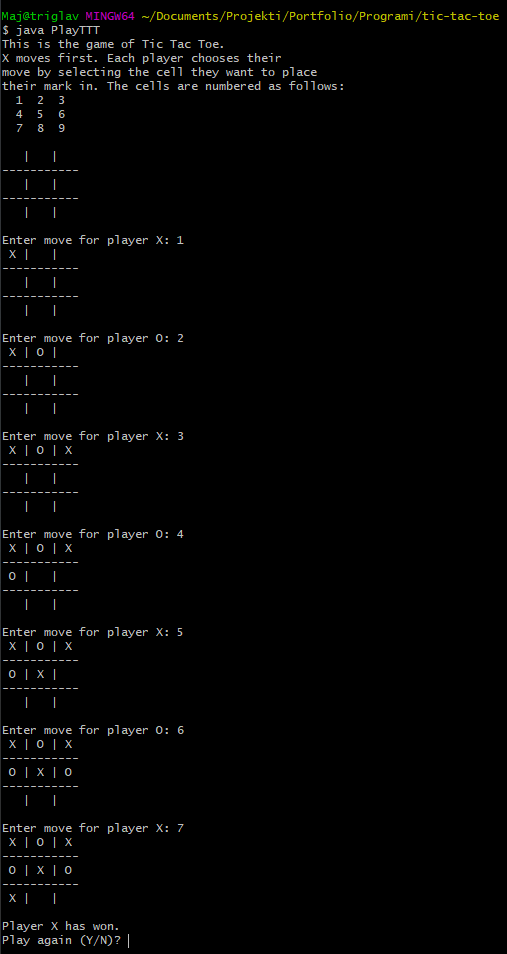 Maj@triglav MINGW64 ~/Documents/Projekti/Portfolio/Programi/tic-tac-toe
$ java PlayTTT
This is the game of Tic Tac Toe.
X moves first. Each player chooses their
move by selecting the cell they want to place
their mark in. The cells are numbered as follows:
  1  2  3
  4  5  6
  7  8  9

   |   |
-----------
   |   |
-----------
   |   |

Enter move for player X: 1
 X |   |
-----------
   |   |
-----------
   |   |

Enter move for player O: 2
 X | O |
-----------
   |   |
-----------
   |   |

Enter move for player X: 3
 X | O | X
-----------
   |   |
-----------
   |   |

Enter move for player O: 4
 X | O | X
-----------
 O |   |
-----------
   |   |

Enter move for player X: 5
 X | O | X
-----------
 O | X |
-----------
   |   |

Enter move for player O: 6
 X | O | X
-----------
 O | X | O
-----------
   |   |

Enter move for player X: 7
 X | O | X
-----------
 O | X | O
-----------
 X |   |

Player X has won.
Play again (Y/N)?